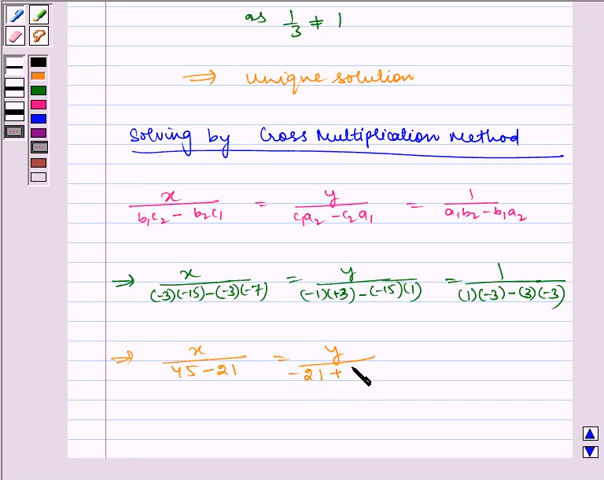 as 1/3 ≠ 1
⇒ Unique solution
Solving by Cross Multiplication Method
x/(b₁c₂ - b₂c₁) = y/(c₁a₂ - c₂a₁) = 1/(a₁b₂ - b₁a₂)
⇒ x/((-3)(-15)-(-3)(-7)) = y/((-1)(+3)-(-15)(1)) = 1/((1)(-3)-(3)(-3))
⇒ x/(45-21) = y/(-21+